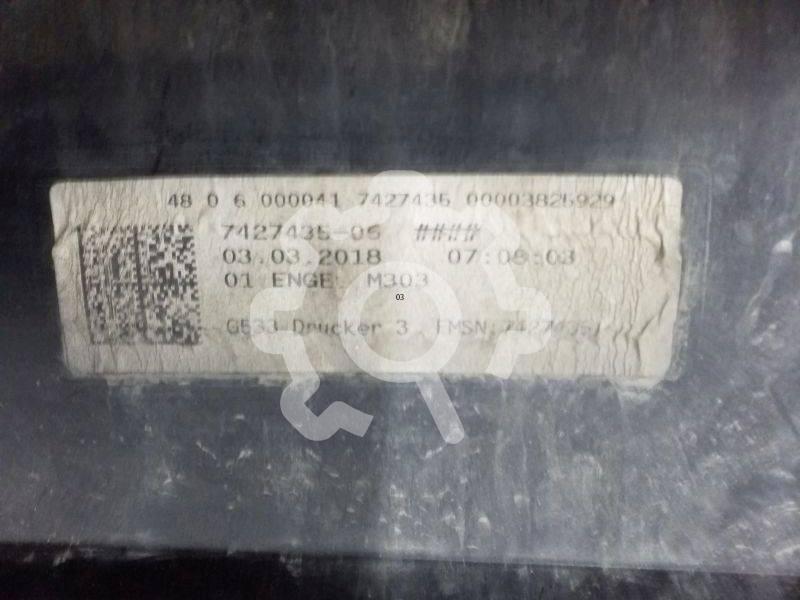 48 0 6 000041 7427435 00003825929
7427435-06 ####
03.03.2018 07:08:03
01 ENGE M303
03
G533 Drucker 3 FMSN:7427435